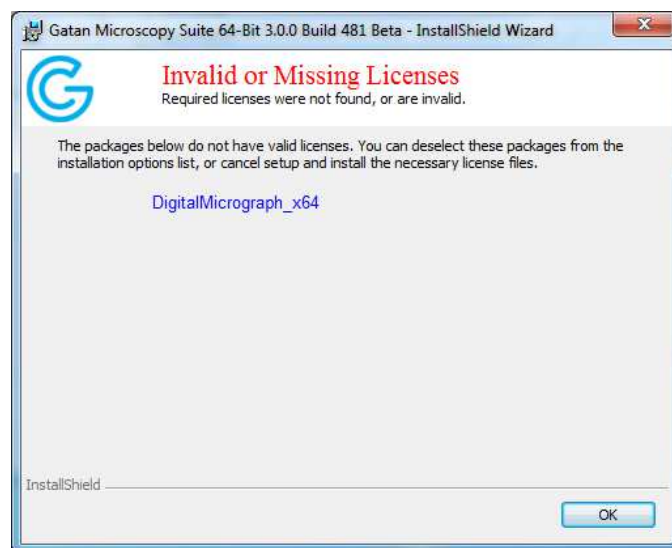 Gatan Microscopy Suite 64-Bit 3.0.0 Build 481 Beta - InstallShield Wizard
Invalid or Missing Licenses
Required licenses were not found, or are invalid.
The packages below do not have valid licenses. You can deselect these packages from the
installation options list, or cancel setup and install the necessary license files.
DigitalMicrograph_x64
InstallShield
OK